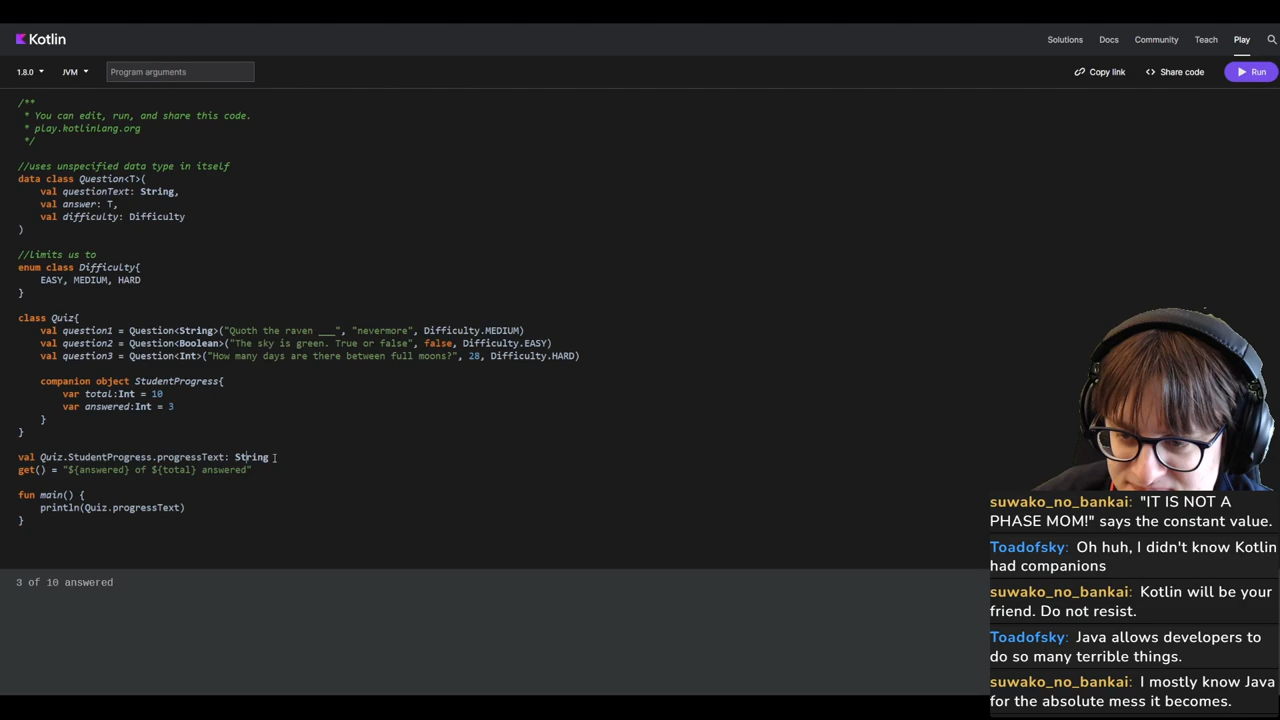 Kotlin
Solutions Docs Community Teach Play
1.8.0 JVM Program arguments Copy link Share code Run
/**
* You can edit, run, and share this code.
* play.kotlinlang.org
*/
//uses unspecified data type in itself
data class Question<T>(
val questionText: String,
val answer: T,
val difficulty: Difficulty
)
//limits us to
enum class Difficulty{
EASY, MEDIUM, HARD
}
class Quiz{
val question1 = Question<String>("Quoth the raven ___", "nevermore", Difficulty.MEDIUM)
val question2 = Question<Boolean>("The sky is green. True or false", false, Difficulty.EASY)
val question3 = Question<Int>("How many days are there between full moons?", 28, Difficulty.HARD)
companion object StudentProgress{
var total:Int = 10
var answered:Int = 3
}
}
val Quiz.StudentProgress.progressText: String
get() = "${answered} of ${total} answered"
fun main() {
println(Quiz.progressText)
}
3 of 10 answered
suwako_no_bankai: "IT IS NOT A
PHASE MOM!" says the constant value.
Toadofsky: Oh huh, I didn't know Kotlin
had companions
suwako_no_bankai: Kotlin will be your
friend. Do not resist.
Toadofsky: Java allows developers to
do so many terrible things.
suwako_no_bankai: I mostly know Java
for the absolute mess it becomes.